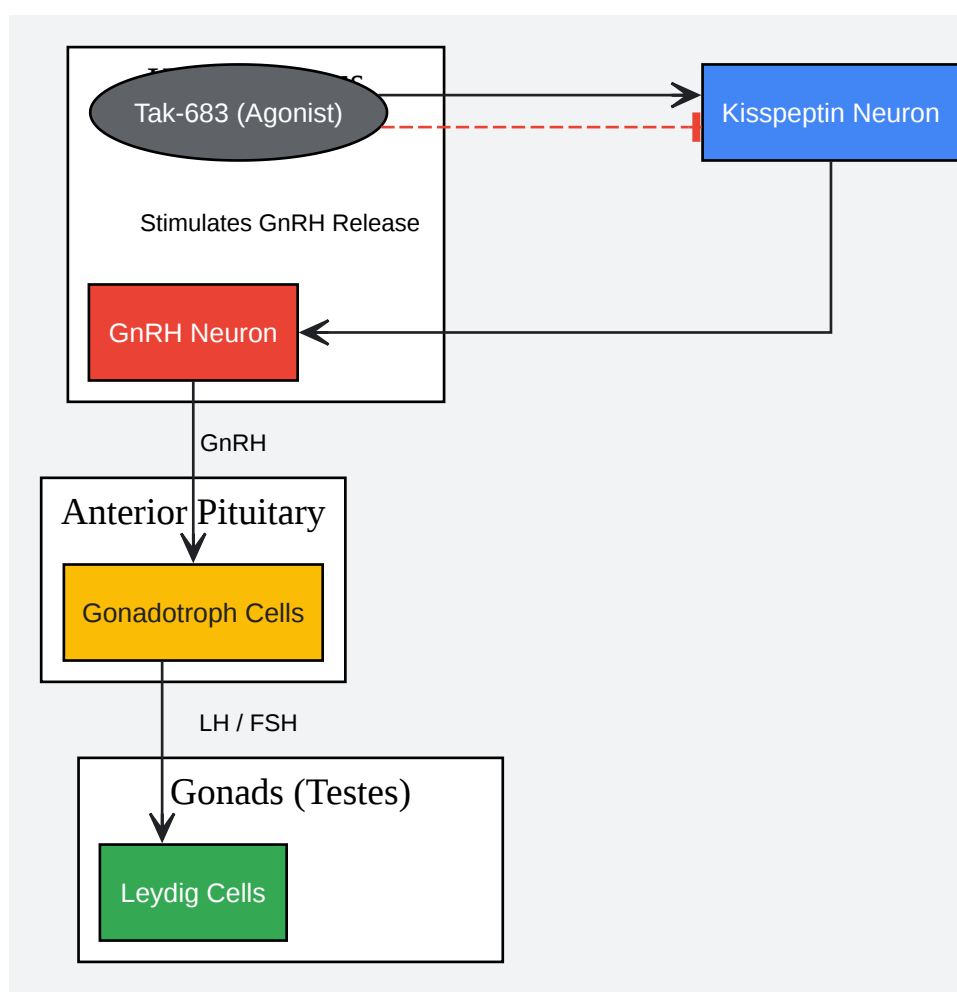 Tak-683 (Agonist)
Kisspeptin Neuron
Stimulates GnRH Release
GnRH Neuron
GnRH
Anterior Pituitary
Gonadotroph Cells
LH / FSH
Gonads (Testes)
Leydig Cells